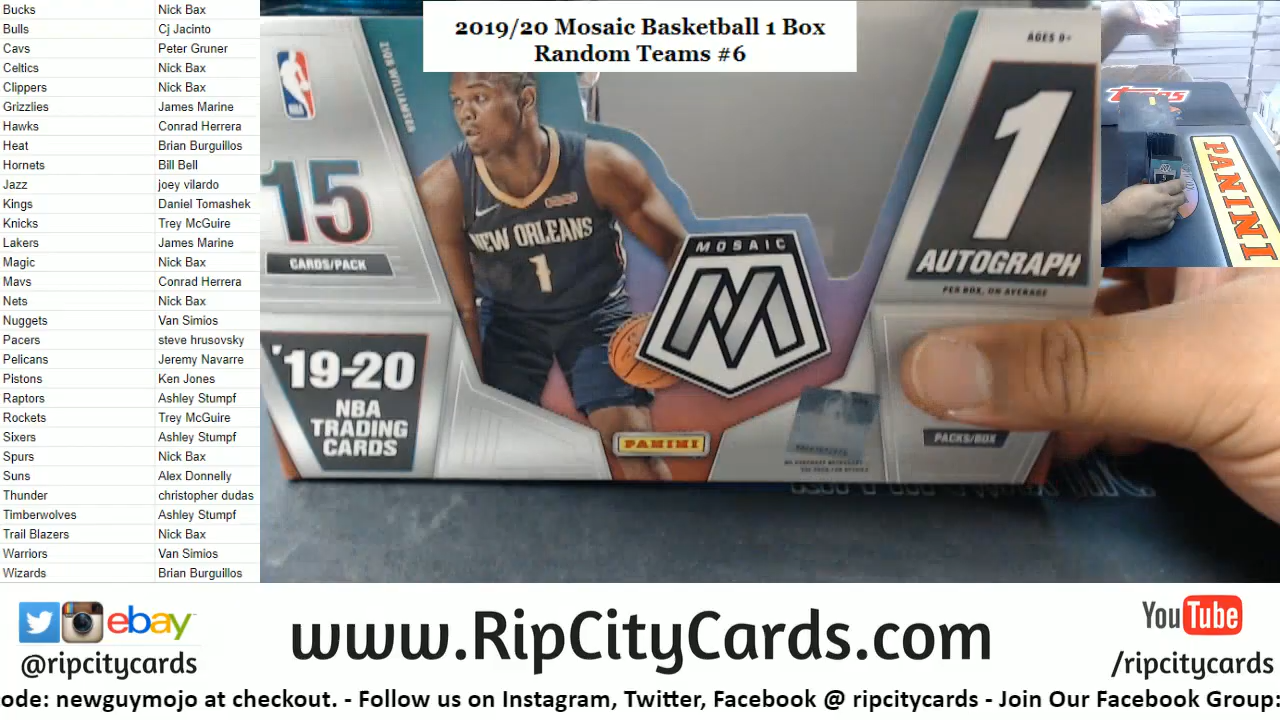 Bucks Nick Bax
Bulls Cj Jacinto
Cavs Peter Gruner
Celtics Nick Bax
Clippers Nick Bax
Grizzlies James Marine
Hawks Conrad Herrera
Heat Brian Burguillos
Hornets Bill Bell
Jazz joey vilardo
Kings Daniel Tomashek
Knicks Trey McGuire
Lakers James Marine
Magic Nick Bax
Mavs Conrad Herrera
Nets Nick Bax
Nuggets Van Simios
Pacers steve hrusovsky
Pelicans Jeremy Navarre
Pistons Ken Jones
Raptors Ashley Stumpf
Rockets Trey McGuire
Sixers Ashley Stumpf
Spurs Nick Bax
Suns Alex Donnelly
Thunder christopher dudas
Timberwolves Ashley Stumpf
Trail Blazers Nick Bax
Warriors Van Simios
Wizards Brian Burguillos
2019/20 Mosaic Basketball 1 Box
Random Teams #6
NBA
ZION WILLIAMSON
15
CARDS/PACK
'19-20
NBA
TRADING
CARDS
NEW ORLEANS
1
MOSAIC
M
PANINI
AGES 9+
1
AUTOGRAPH
PER BOX, ON AVERAGE
PACKS/BOX
Topps
PANINI
ebay
@ripcitycards
www.RipCityCards.com
YouTube
/ripcitycards
ode: newguymojo at checkout. - Follow us on Instagram, Twitter, Facebook @ ripcitycards - Join Our Facebook Group: